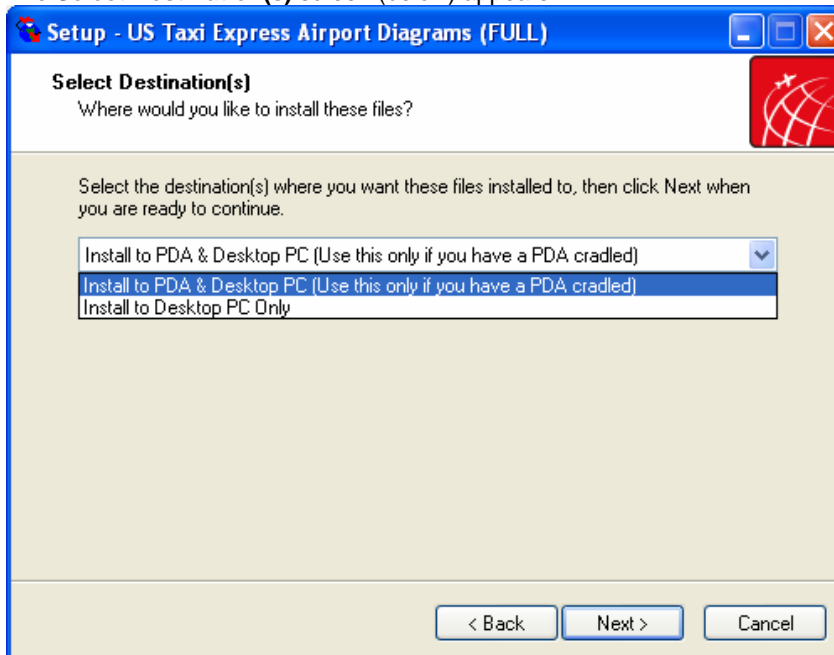 Setup - US Taxi Express Airport Diagrams (FULL)
Select Destination(s)
Where would you like to install these files?
Select the destination(s) where you want these files installed to, then click Next when
you are ready to continue.
Install to PDA & Desktop PC (Use this only if you have a PDA cradled)
Install to PDA & Desktop PC (Use this only if you have a PDA cradled)
Install to Desktop PC Only
< Back
Next >
Cancel